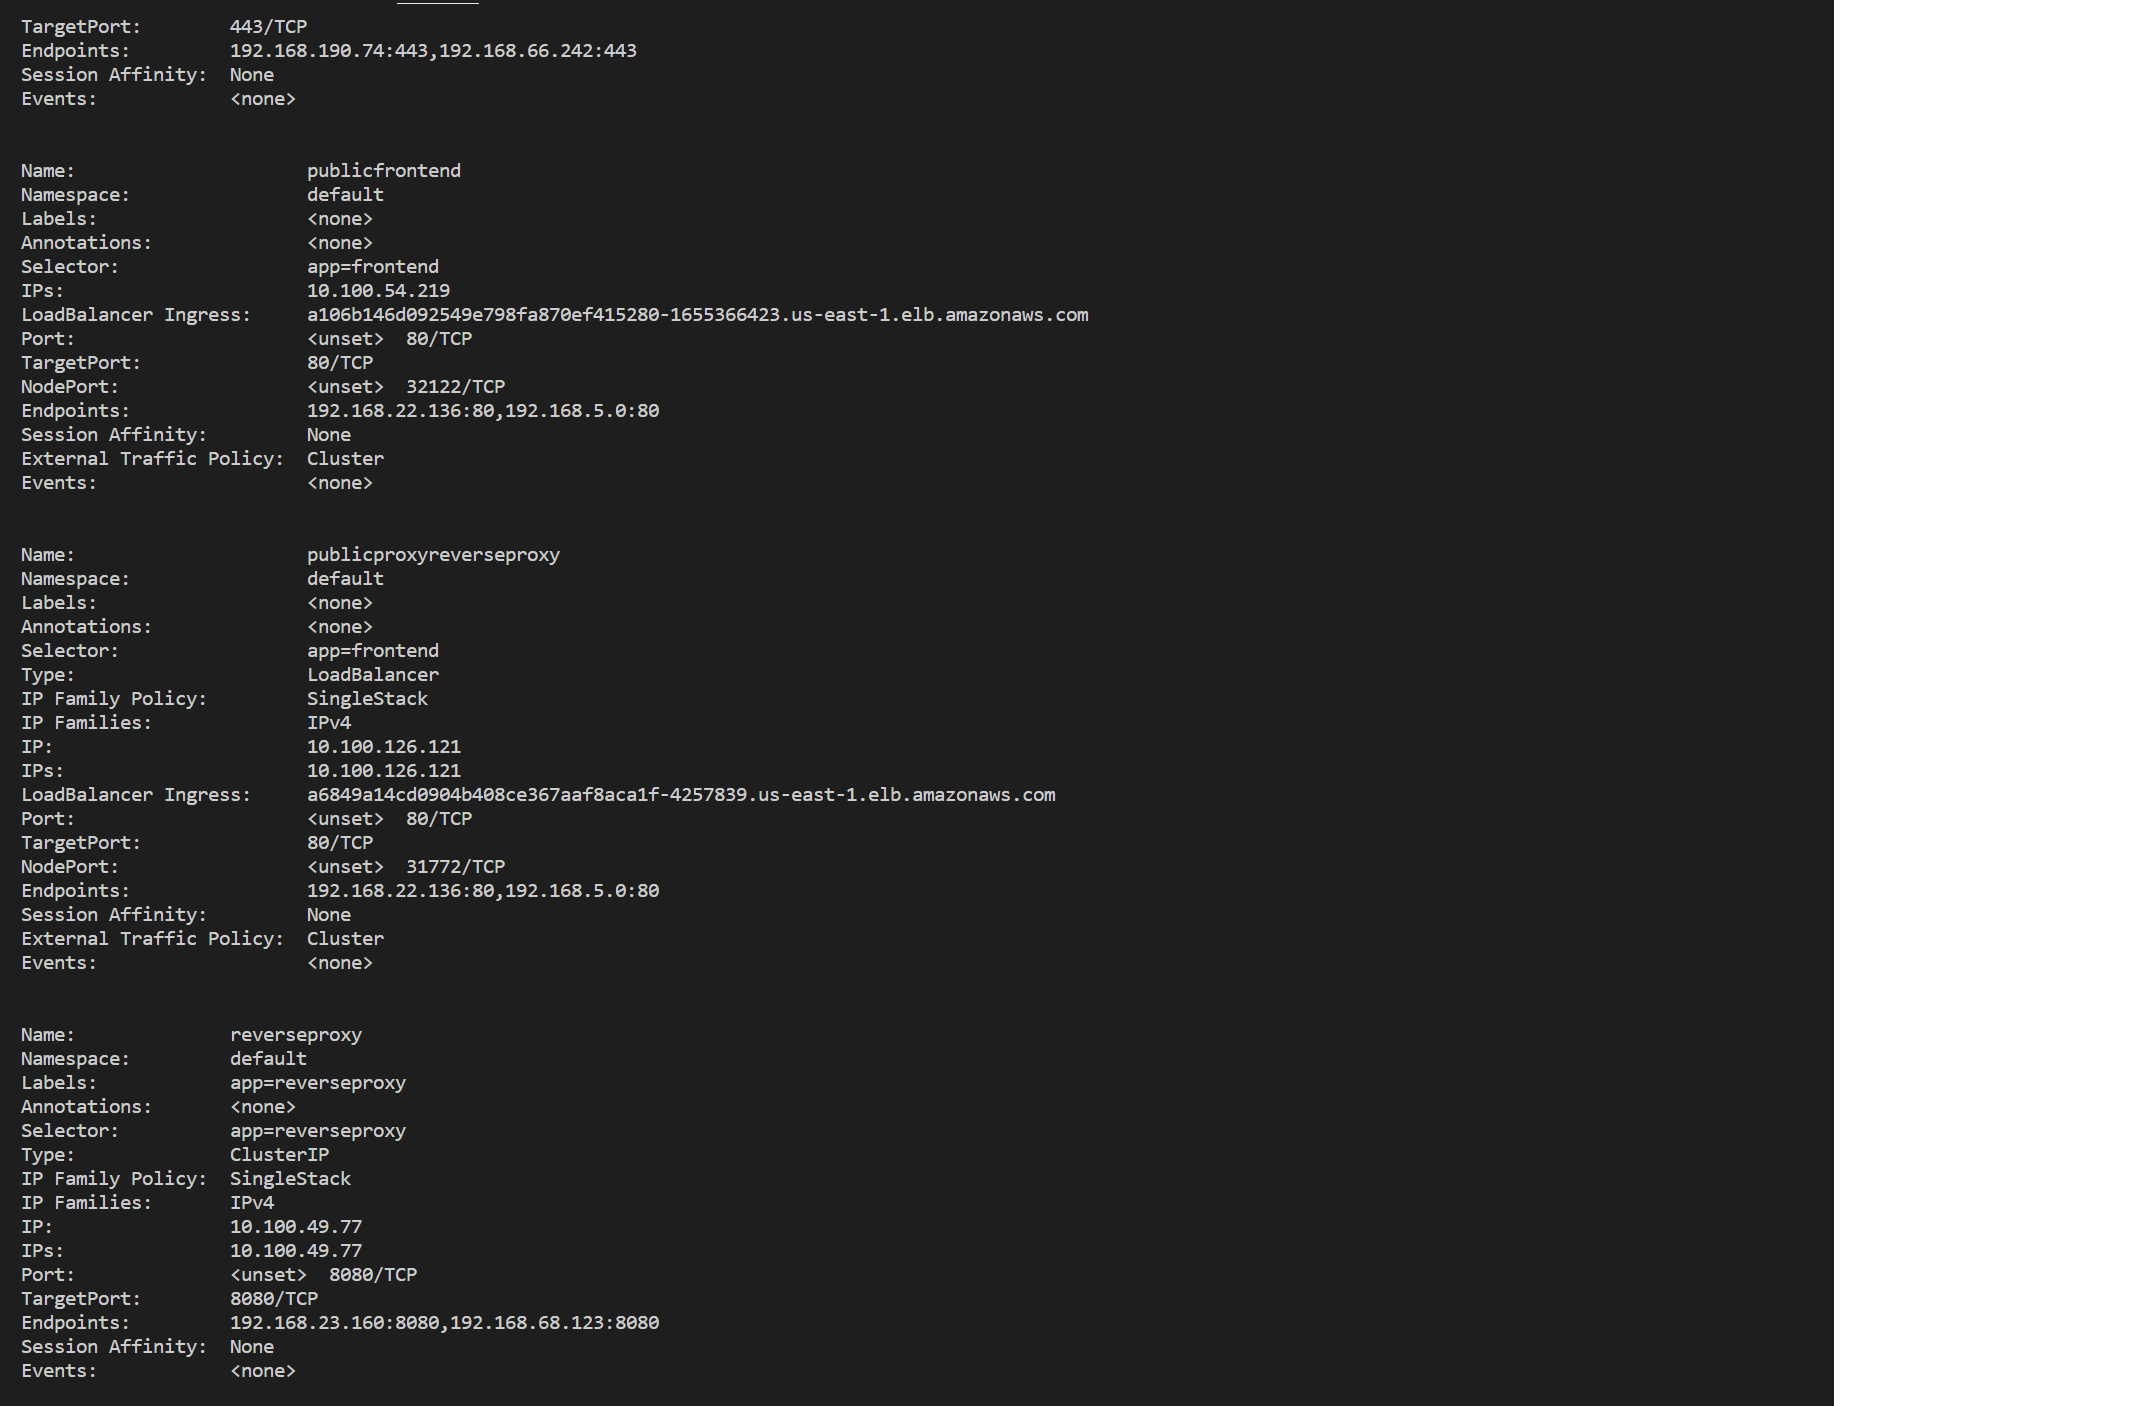 TargetPort:        443/TCP
Endpoints:         192.168.190.74:443,192.168.66.242:443
Session Affinity:  None
Events:            <none>
Name:                     publicfrontend
Namespace:                default
Labels:                   <none>
Annotations:              <none>
Selector:                 app=frontend
IPs:                      10.100.54.219
LoadBalancer Ingress:     a106b146d092549e798fa870ef415280-1655366423.us-east-1.elb.amazonaws.com
Port:                     <unset>  80/TCP
TargetPort:               80/TCP
NodePort:                 <unset>  32122/TCP
Endpoints:                192.168.22.136:80,192.168.5.0:80
Session Affinity:         None
External Traffic Policy:  Cluster
Events:                   <none>
Name:                     publicproxyreverseproxy
Namespace:                default
Labels:                   <none>
Annotations:              <none>
Selector:                 app=frontend
Type:                     LoadBalancer
IP Family Policy:         SingleStack
IP Families:              IPv4
IP:                       10.100.126.121
IPs:                      10.100.126.121
LoadBalancer Ingress:     a6849a14cd0904b408ce367aaf8aca1f-4257839.us-east-1.elb.amazonaws.com
Port:                     <unset>  80/TCP
TargetPort:               80/TCP
NodePort:                 <unset>  31772/TCP
Endpoints:                192.168.22.136:80,192.168.5.0:80
Session Affinity:         None
External Traffic Policy:  Cluster
Events:                   <none>
Name:              reverseproxy
Namespace:         default
Labels:            app=reverseproxy
Annotations:       <none>
Selector:          app=reverseproxy
Type:              ClusterIP
IP Family Policy:  SingleStack
IP Families:       IPv4
IP:                10.100.49.77
IPs:               10.100.49.77
Port:              <unset>  8080/TCP
TargetPort:        8080/TCP
Endpoints:         192.168.23.160:8080,192.168.68.123:8080
Session Affinity:  None
Events:            <none>